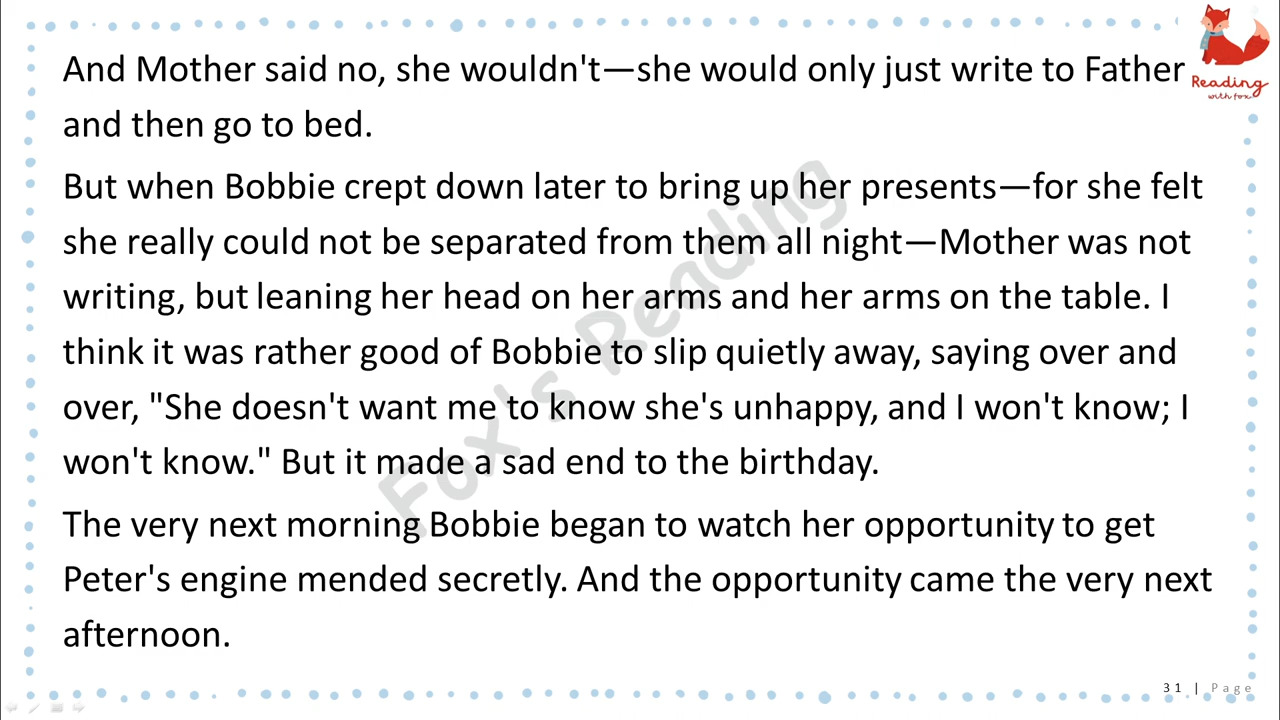 And Mother said no, she wouldn't—she would only just write to Father
and then go to bed.
But when Bobbie crept down later to bring up her presents—for she felt
she really could not be separated from them all night—Mother was not
writing, but leaning her head on her arms and her arms on the table. I
think it was rather good of Bobbie to slip quietly away, saying over and
over, "She doesn't want me to know she's unhappy, and I won't know; I
won't know." But it made a sad end to the birthday.
The very next morning Bobbie began to watch her opportunity to get
Peter's engine mended secretly. And the opportunity came the very next
afternoon.
Reading
with fox
Fox's Reading
31 | Page